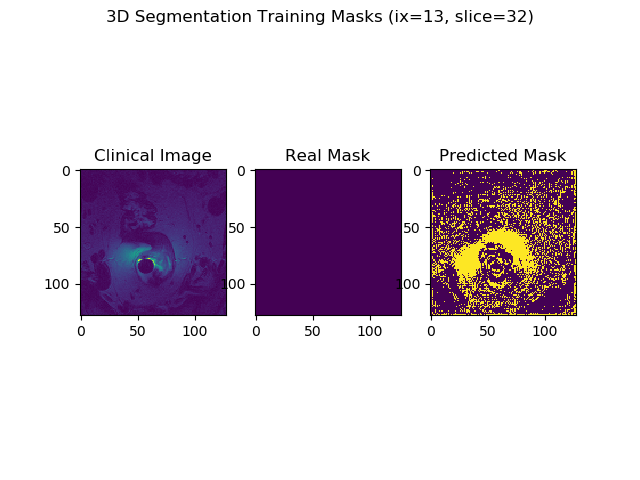 3D Segmentation Training Masks (ix=13, slice=32)
Clinical Image Real Mask Predicted Mask
0 0 0
50 50 50
100 100 100
0 50 100 0 50 100 0 50 100